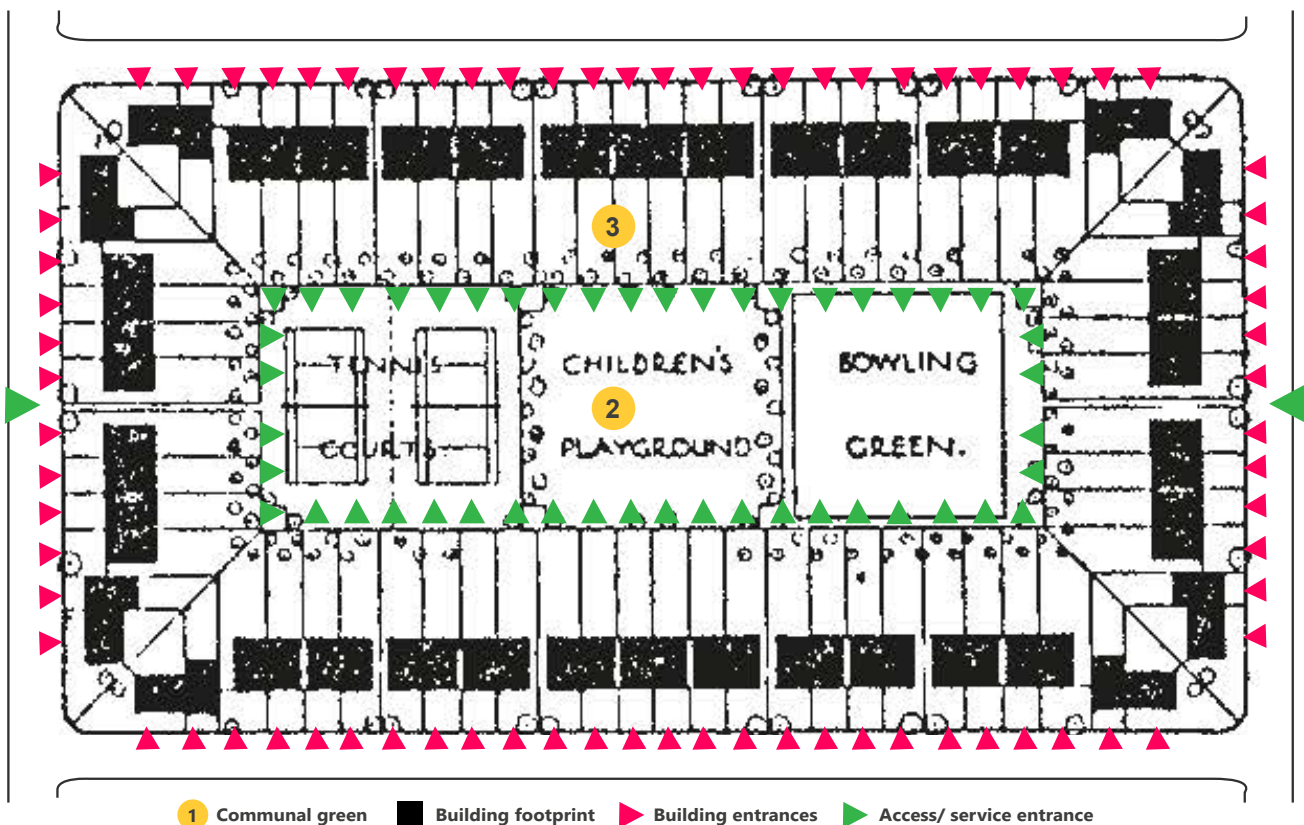 3
TENNIS
CHILDREN'S
BOWLING
2
COURTS
PLAYGROUND
GREEN.
1 Communal green Building footprint Building entrances Access/ service entrance